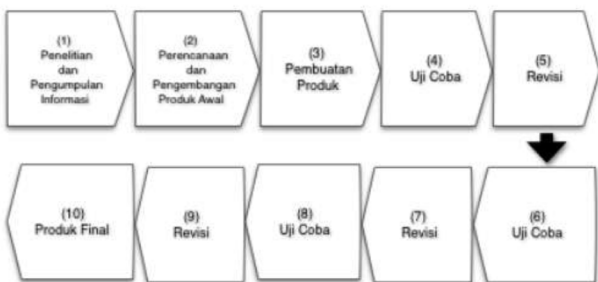 (1)
Penelitian
dan
Pengumpulan
Informasi
(2)
Perencanaan
dan
Pengembangan
Produk Awal
(3)
Pembuatan
Produk
(4)
Uji Coba
(5)
Revisi
(6)
Uji Coba
(7)
Revisi
(8)
Uji Coba
(9)
Revisi
(10)
Produk Final